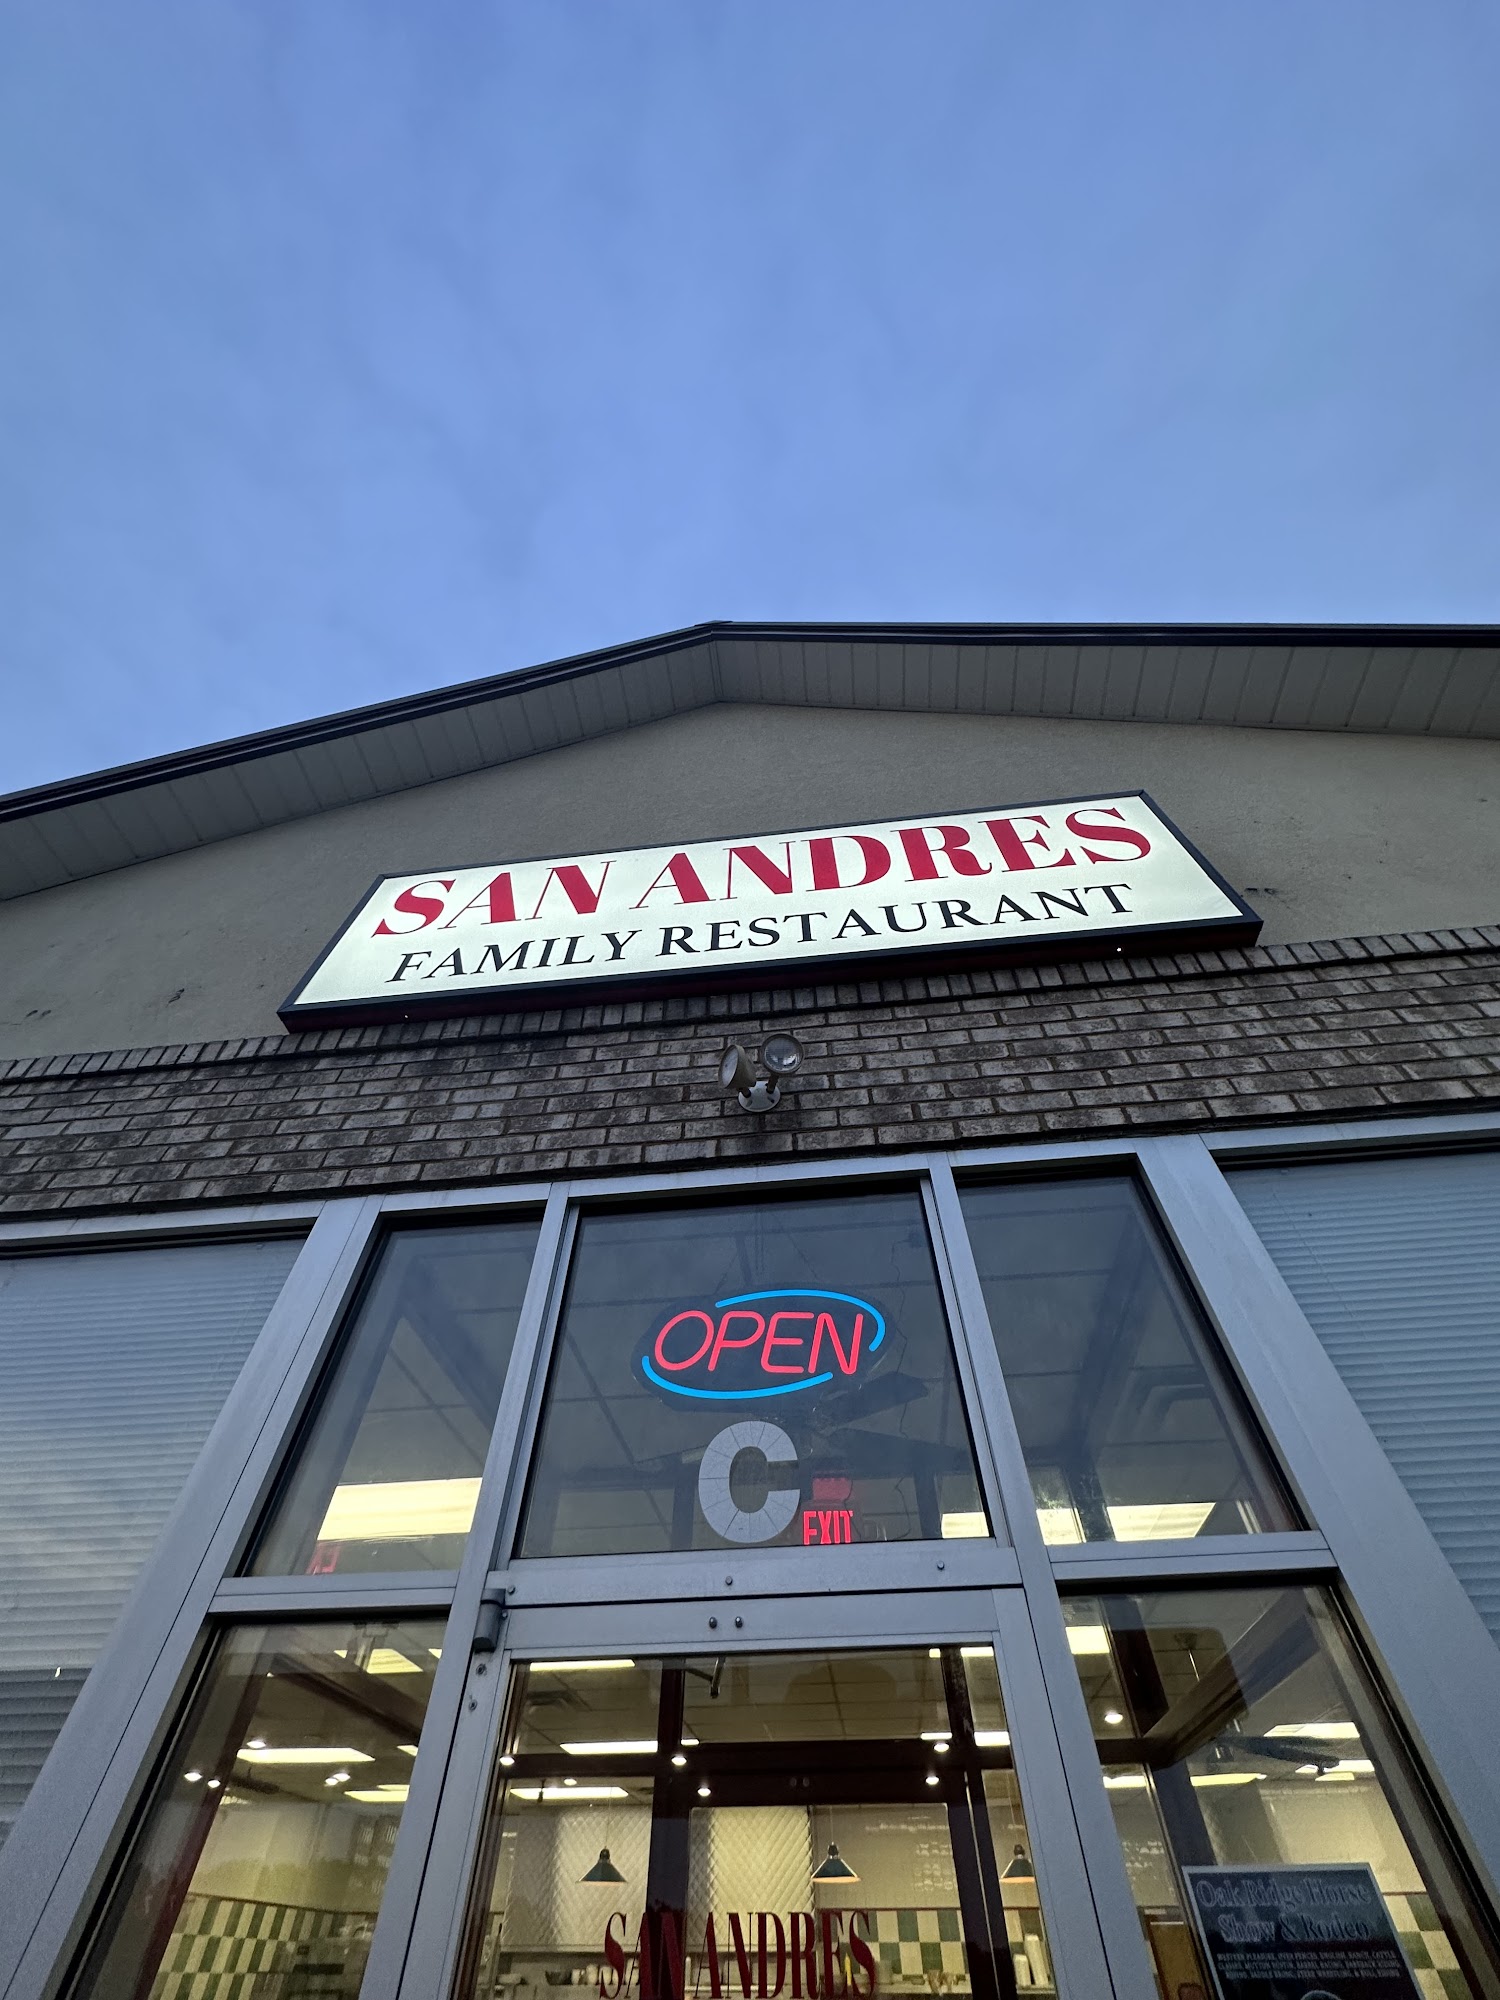 SAN ANDRES
FAMILY RESTAURANT
OPEN
C
EXIT
SAN ANDRES
Oak Ridge Horse
Show & Rodeo